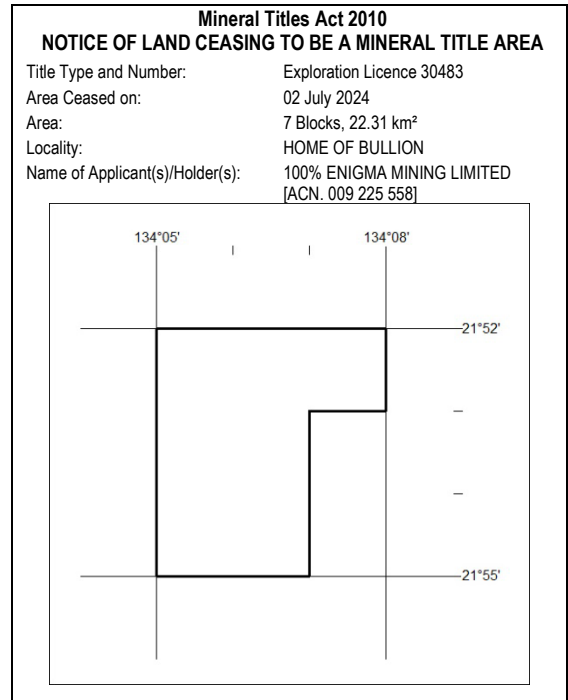 Mineral Titles Act 2010
NOTICE OF LAND CEASING TO BE A MINERAL TITLE AREA
Title Type and Number: Exploration Licence 30483
Area Ceased on: 02 July 2024
Area: 7 Blocks, 22.31 km²
Locality: HOME OF BULLION
Name of Applicant(s)/Holder(s): 100% ENIGMA MINING LIMITED
[ACN. 009 225 558]
134°05' 134°08'
21°52'
21°55'